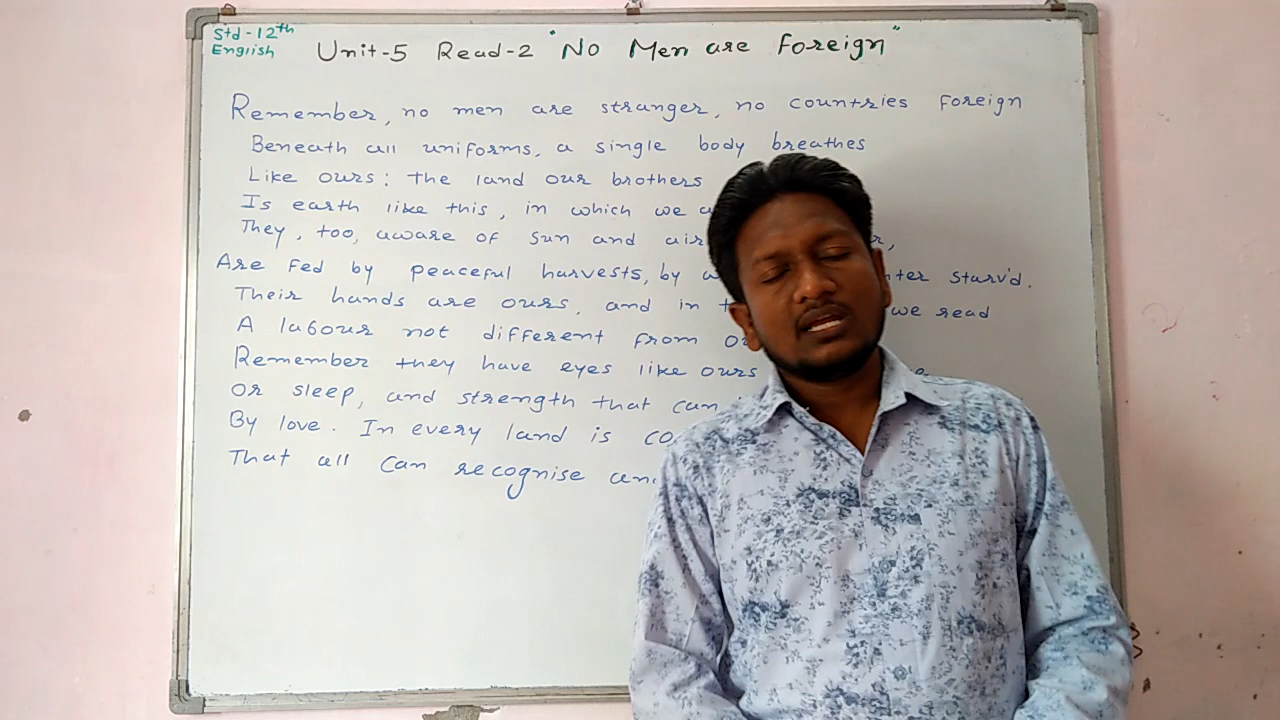 Std-12th
English
Unit-5 Read-2 "No Men are Foreign"
Remember, no men are stranger, no countries foreign
Beneath all uniforms, a single body breathes
Like ours: the land our brothers
Is earth like this, in which we
They, too, aware of sun and air
Are fed by peaceful harvests, by starv'd.
Their hands are ours, and in we read
A labour not different from
Remember they have eyes like ours
Or sleep, and strength that can
By love. In every land is
That all can recognise